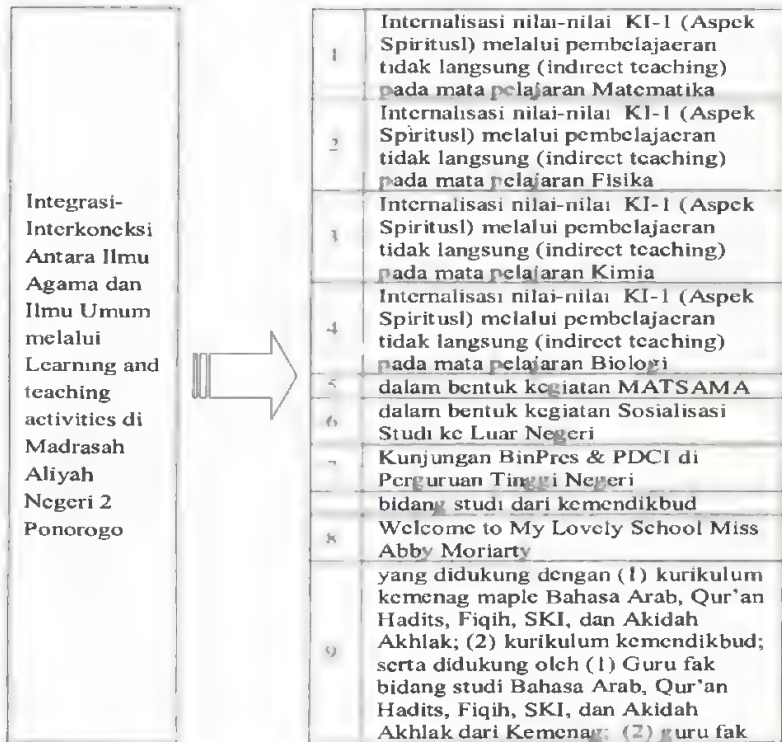 Integrasi-
Interkoneksi
Antara Ilmu
Agama dan
Ilmu Umum
melalui
Learning and
teaching
activities di
Madrasah
Aliyah
Negeri 2
Ponorogo
1
Internalisasi nilai-nilai KI-1 (Aspek
Spiritusl) melalui pembelajaeran
tidak langsung (indirect teaching)
pada mata pelajaran Matematika
2
Internalisasi nilai-nilai KI-1 (Aspek
Spiritusl) melalui pembelajaeran
tidak langsung (indirect teaching)
pada mata pelajaran Fisika
3
Internalisasi nilai-nilai KI-1 (Aspek
Spiritusl) melalui pembelajaeran
tidak langsung (indirect teaching)
pada mata pelajaran Kimia
4
Internalisasi nilai-nilai KI-1 (Aspek
Spiritusl) melalui pembelajaeran
tidak langsung (indirect teaching)
pada mata pelajaran Biologi
5
dalam bentuk kegiatan MATSAMA
6
dalam bentuk kegiatan Sosialisasi
Studi ke Luar Negeri
7
Kunjungan BinPres & PDCI di
Perguruan Tinggi Negeri
bidang studi dari kemendikbud
8
Welcome to My Lovely School Miss
Abby Moriarty
9
yang didukung dengan (1) kurikulum
kemenag maple Bahasa Arab, Qur'an
Hadits, Fiqih, SKI, dan Akidah
Akhlak; (2) kurikulum kemendikbud;
serta didukung oleh (1) Guru fak
bidang studi Bahasa Arab, Qur'an
Hadits, Fiqih, SKI, dan Akidah
Akhlak dari Kemenag; (2) guru fak